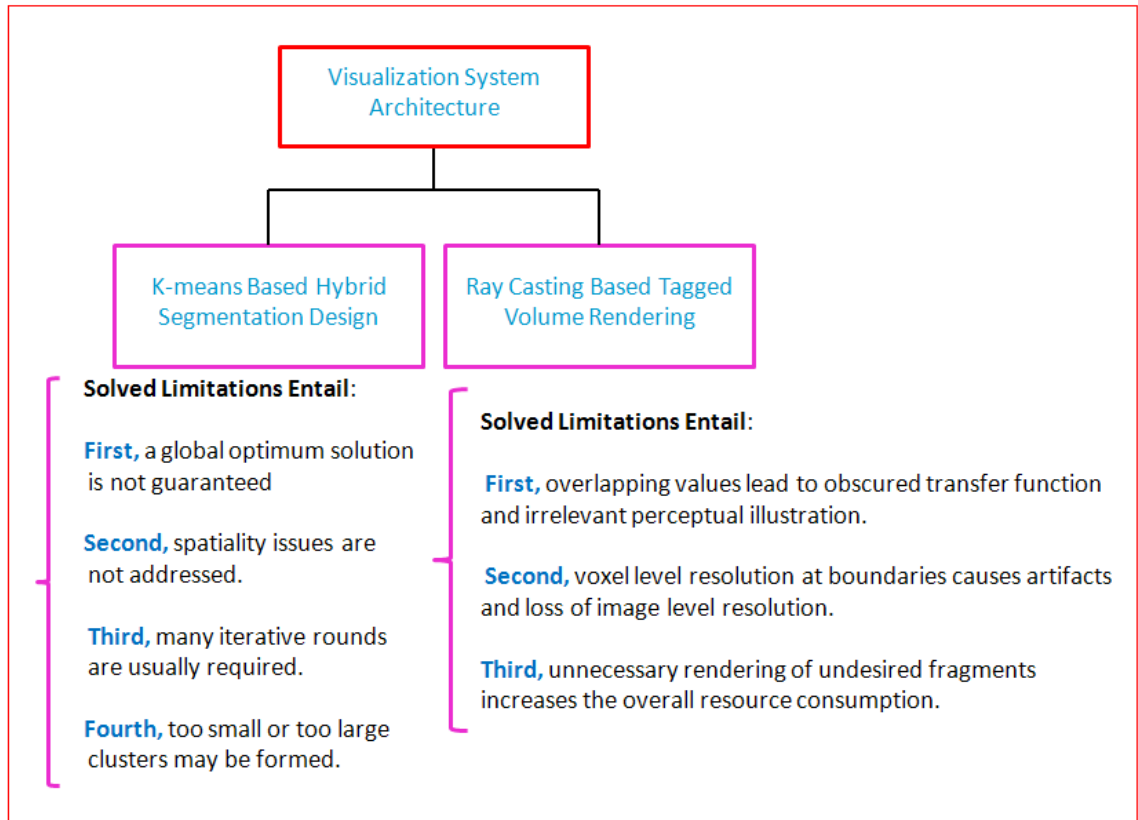 Visualization System
Architecture
K-means Based Hybrid
Segmentation Design
Ray Casting Based Tagged
Volume Rendering
Solved Limitations Entail:
First, a global optimum solution
is not guaranteed
Second, spatiality issues are
not addressed.
Third, many iterative rounds
are usually required.
Fourth, too small or too large
clusters may be formed.
Solved Limitations Entail:
First, overlapping values lead to obscured transfer function
and irrelevant perceptual illustration.
Second, voxel level resolution at boundaries causes artifacts
and loss of image level resolution.
Third, unnecessary rendering of undesired fragments
increases the overall resource consumption.